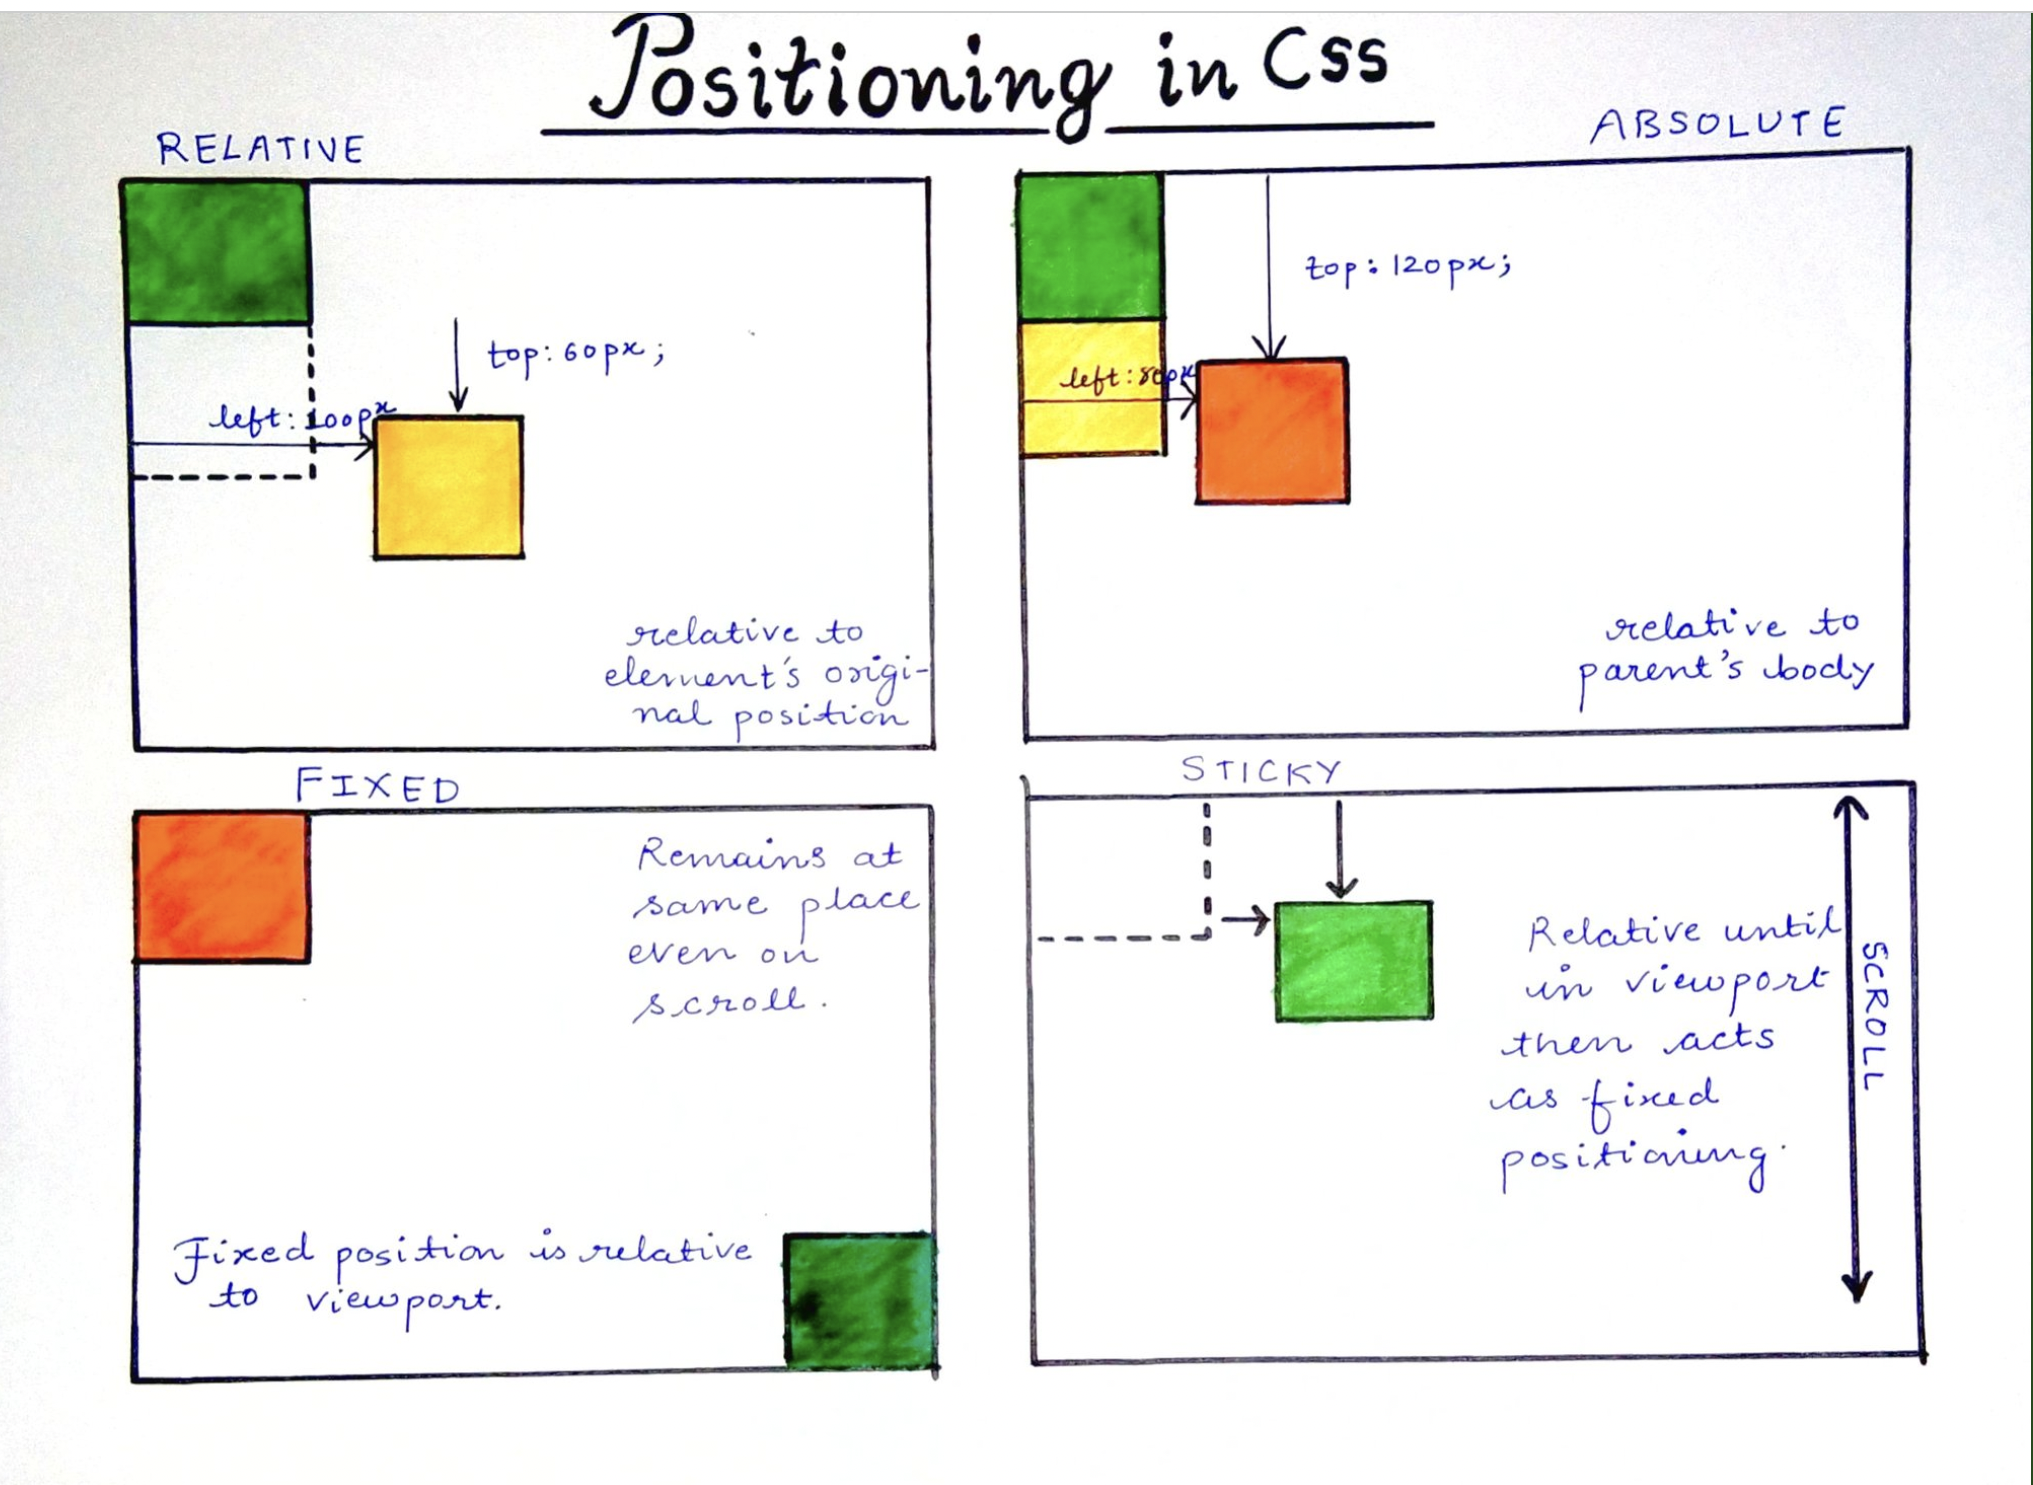 Positioning in CSS
RELATIVE
top: 60px;
left: 100px
relative to
element's origi-
nal position
ABSOLUTE
top: 120px;
left: 80px
relative to
parent's body
FIXED
Remains at
same place
even on
scroll.
Fixed position is relative
to viewport.
STICKY
Relative until
in viewport
then acts
as fixed
positioning.
SCROLL